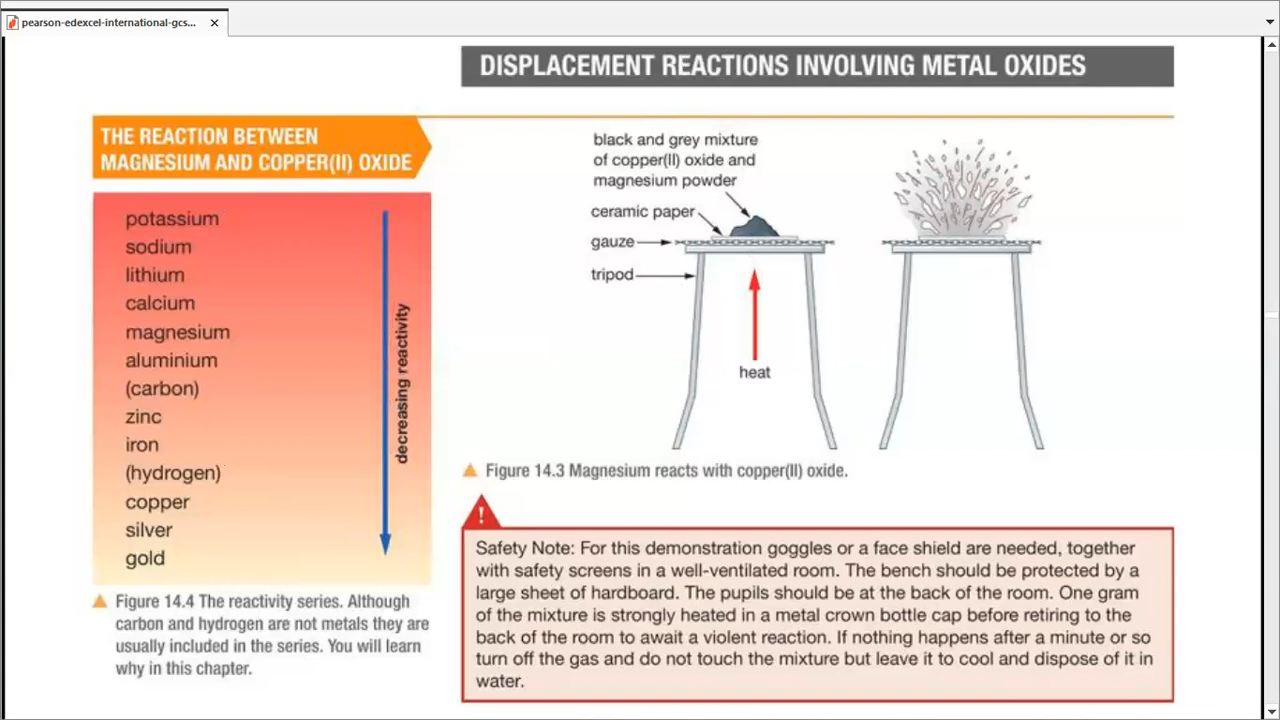 pearson-edexcel-international-gcs...
DISPLACEMENT REACTIONS INVOLVING METAL OXIDES
THE REACTION BETWEEN
MAGNESIUM AND COPPER(II) OXIDE
potassium
sodium
lithium
calcium
magnesium
aluminium
(carbon)
zinc
iron
(hydrogen)
copper
silver
gold
decreasing reactivity
Figure 14.4 The reactivity series. Although
carbon and hydrogen are not metals they are
usually included in the series. You will learn
why in this chapter.
black and grey mixture
of copper(II) oxide and
magnesium powder
ceramic paper
gauze
tripod
heat
Figure 14.3 Magnesium reacts with copper(II) oxide.
!
Safety Note: For this demonstration goggles or a face shield are needed, together
with safety screens in a well-ventilated room. The bench should be protected by a
large sheet of hardboard. The pupils should be at the back of the room. One gram
of the mixture is strongly heated in a metal crown bottle cap before retiring to the
back of the room to await a violent reaction. If nothing happens after a minute or so
turn off the gas and do not touch the mixture but leave it to cool and dispose of it in
water.